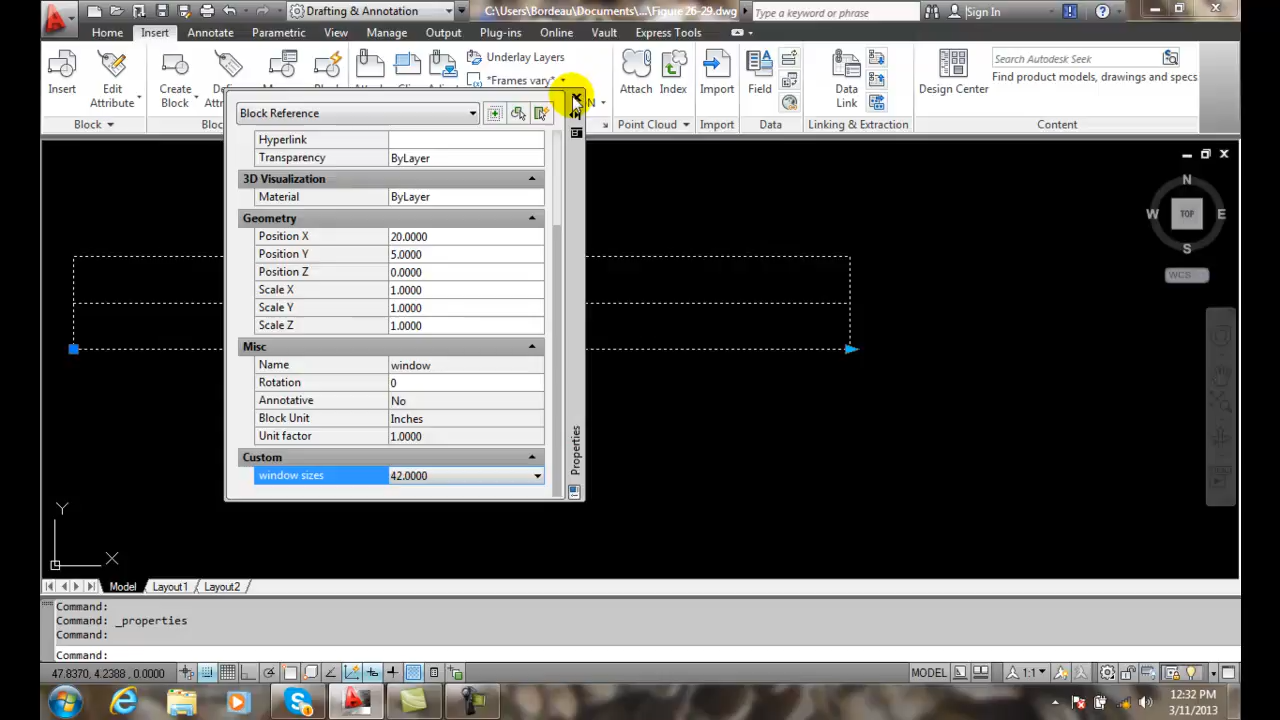 Drafting & Annotation
C:\Users\Bordeau\Documents\...\Figure 26-29.dwg
Type a keyword or phrase
Sign In
Home Insert Annotate Parametric View Manage Output Plug-ins Online Vault Express Tools
Underlay Layers
*Frames vary*
Insert
Edit
Attribute
Create
Block
Attach
Index
Import
Field
Data
Link
Design Center
Search Autodesk Seek
Find product models, drawings and specs
Block
Point Cloud
Import
Data
Linking & Extraction
Content
Block Reference
Hyperlink
Transparency ByLayer
3D Visualization
Material ByLayer
Geometry
Position X 20.0000
Position Y 5.0000
Position Z 0.0000
Scale X 1.0000
Scale Y 1.0000
Scale Z 1.0000
Misc
Name window
Rotation 0
Annotative No
Block Unit Inches
Unit factor 1.0000
Custom
window sizes 42.0000
Properties
N
W TOP E
S
WCS
Y
X
Model Layout1 Layout2
Command:
Command: _properties
Command:
Command:
47.8370, 4.2388, 0.0000
MODEL
1:1
12:32 PM
3/11/2013